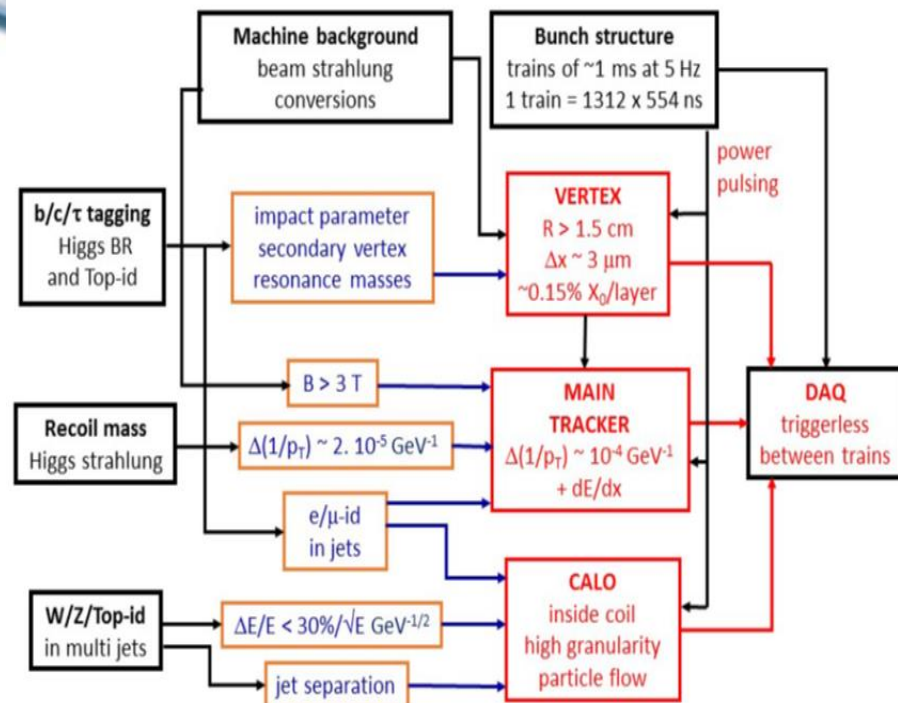 Machine background
beam strahlung
conversions
Bunch structure
trains of ~1 ms at 5 Hz
1 train = 1312 x 554 ns
power
pulsing
b/c/τ tagging
Higgs BR
and Top-id
impact parameter
secondary vertex
resonance masses
VERTEX
R > 1.5 cm
Δx ~ 3 μm
~0.15% X₀/layer
B > 3 T
MAIN
TRACKER
Δ(1/p_T) ~ 10⁻⁴ GeV⁻¹
+ dE/dx
DAQ
triggerless
between trains
Recoil mass
Higgs strahlung
Δ(1/p_T) ~ 2. 10⁻⁵ GeV⁻¹
e/μ-id
in jets
CALO
inside coil
high granularity
particle flow
W/Z/Top-id
in multi jets
ΔE/E < 30%/√E GeV⁻¹/²
jet separation